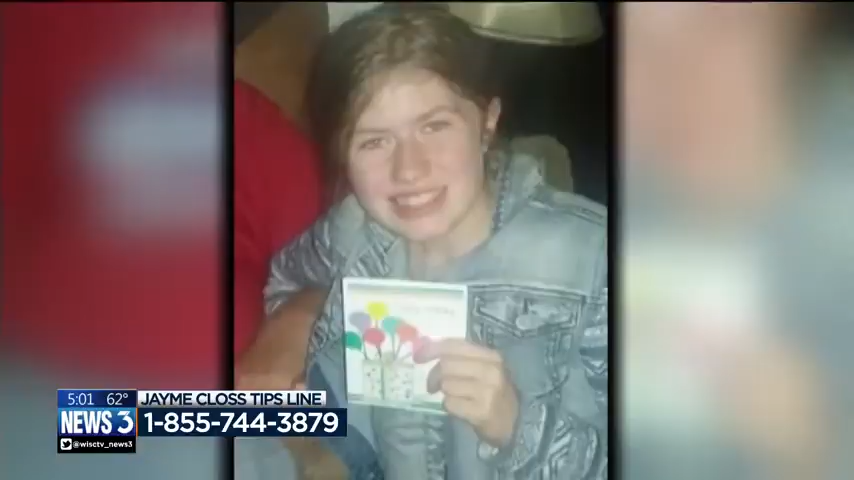 5:01 62°
JAYME CLOSS TIPS LINE
NEWS 3
1-855-744-3879
@wisctv_news3